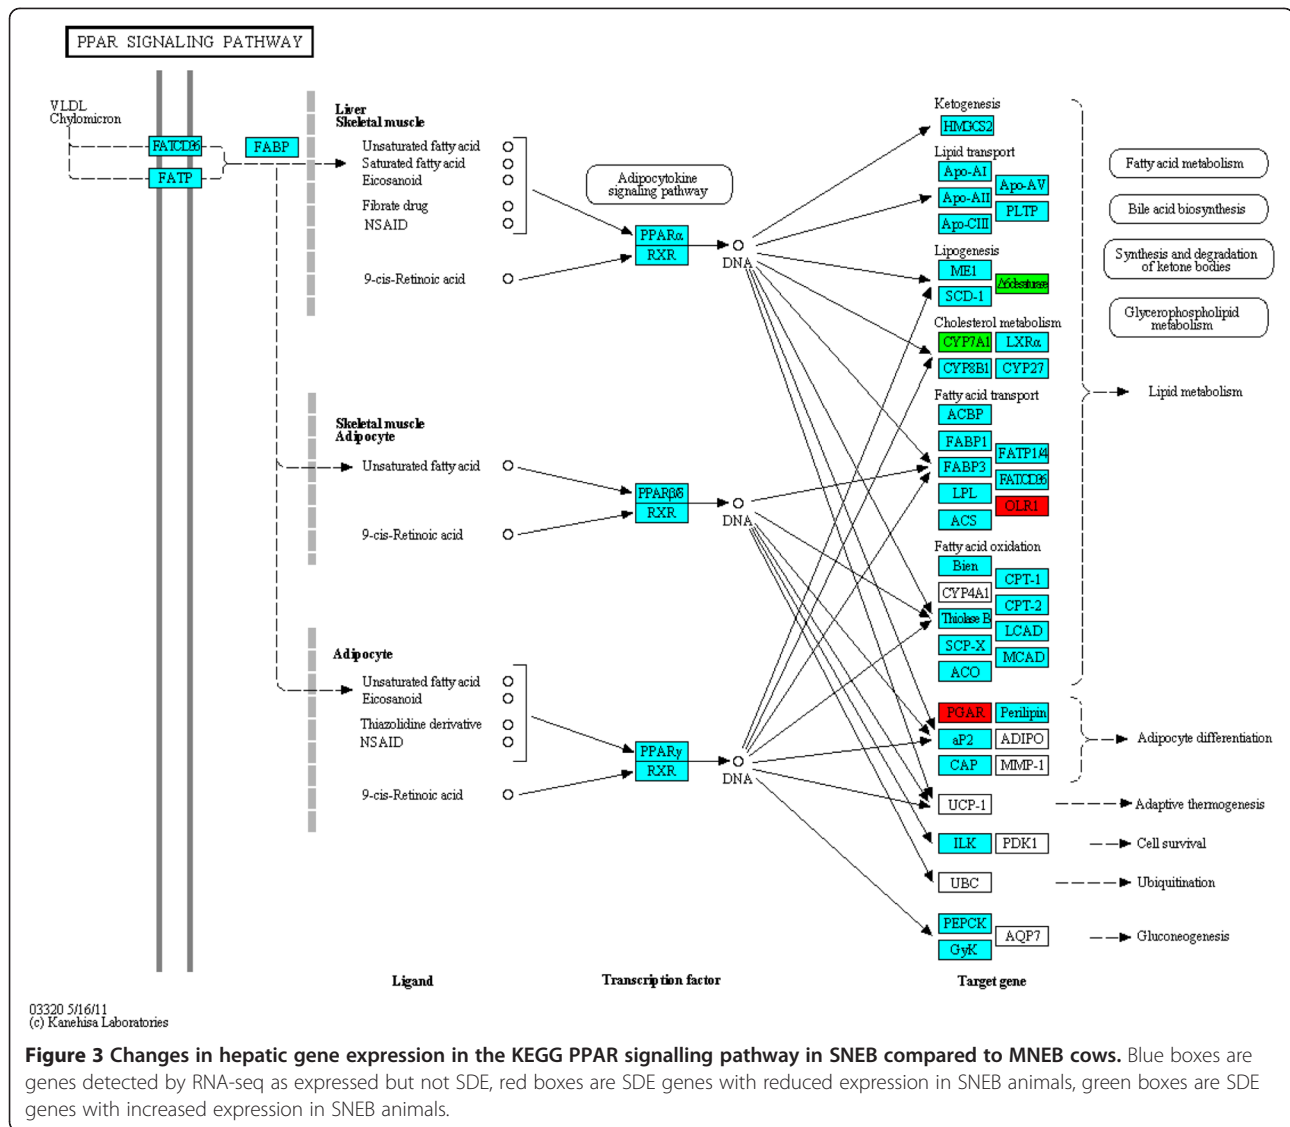 PPAR SIGNALING PATHWAY
VLDL
Chylomicron
FATCD36
FATP
FABP
Liver
Skeletal muscle
Unsaturated fatty acid
Saturated fatty acid
Eicosanoid
Fibrate drug
NSAID
9-cis-Retinoic acid
Adipocytokine
signaling pathway
PPARα
RXR
DNA
Skeletal muscle
Adipocyte
Unsaturated fatty acid
9-cis-Retinoic acid
PPARβ/δ
RXR
DNA
Adipocyte
Unsaturated fatty acid
Eicosanoid
Thiazolidine derivative
NSAID
9-cis-Retinoic acid
PPARγ
RXR
DNA
Ketogenesis
HMGCS2
Lipid transport
Apo-AI
Apo-AII
Apo-CIII
Apo-AV
PLTP
Lipogenesis
ME1
SCD-1
Δ6desaturase
Cholesterol metabolism
CYP7A1
LXRα
CYP8B1
CYP27
Fatty acid transport
ACBP
FABP1
FABP3
LPL
ACS
FATP1/4
FATCD36
OLR1
Fatty acid oxidation
Bien
CYP4A1
Thiolase B
SCP-X
ACO
CPT-1
CPT-2
LCAD
MCAD
PGAR
Perilipin
aP2
ADIPO
CAP
MMP-1
UCP-1
ILK
PDK1
UBC
PEPCK
GyK
AQP7
Fatty acid metabolism
Bile acid biosynthesis
Synthesis and degradation
of ketone bodies
Glycerophospholipid
metabolism
Lipid metabolism
Adipocyte differentiation
Adaptive thermogenesis
Cell survival
Ubiquitination
Gluconeogenesis
Ligand
Transcription factor
Target gene
03320 5/16/11
(c) Kanehisa Laboratories
Figure 3 Changes in hepatic gene expression in the KEGG PPAR signalling pathway in SNEB compared to MNEB cows. Blue boxes are
genes detected by RNA-seq as expressed but not SDE, red boxes are SDE genes with reduced expression in SNEB animals, green boxes are SDE
genes with increased expression in SNEB animals.